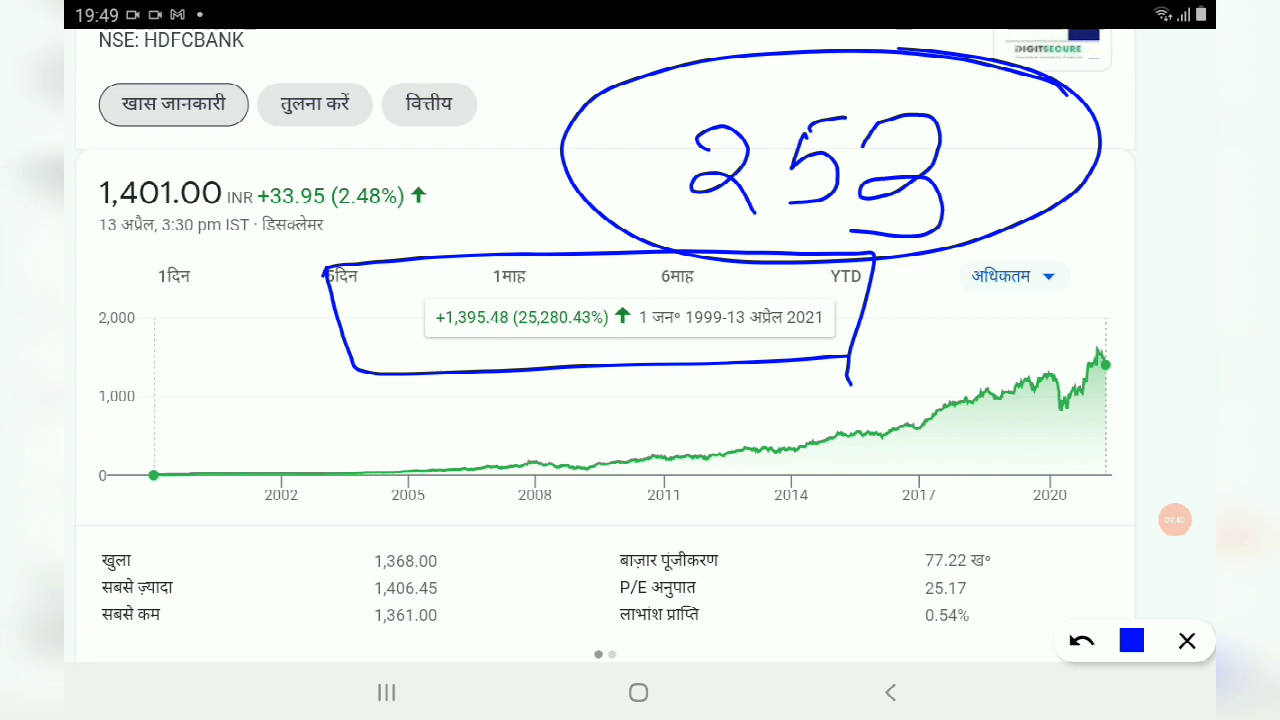 19:49
NSE: HDFCBANK
DIGITSECURE
खास जानकारी तुलना करें वित्तीय
253
1,401.00 INR +33.95 (2.48%)
13 अप्रैल, 3:30 pm IST · डिसक्लेमर
1दिन 5दिन 1माह 6माह YTD अधिकतम
+1,395.48 (25,280.43%) 1 जन॰ 1999-13 अप्रैल 2021
2,000
1,000
0
2002 2005 2008 2011 2014 2017 2020
09:40
खुला 1,368.00 बाज़ार पूंजीकरण 77.22 ख॰
सबसे ज़्यादा 1,406.45 P/E अनुपात 25.17
सबसे कम 1,361.00 लाभांश प्राप्ति 0.54%